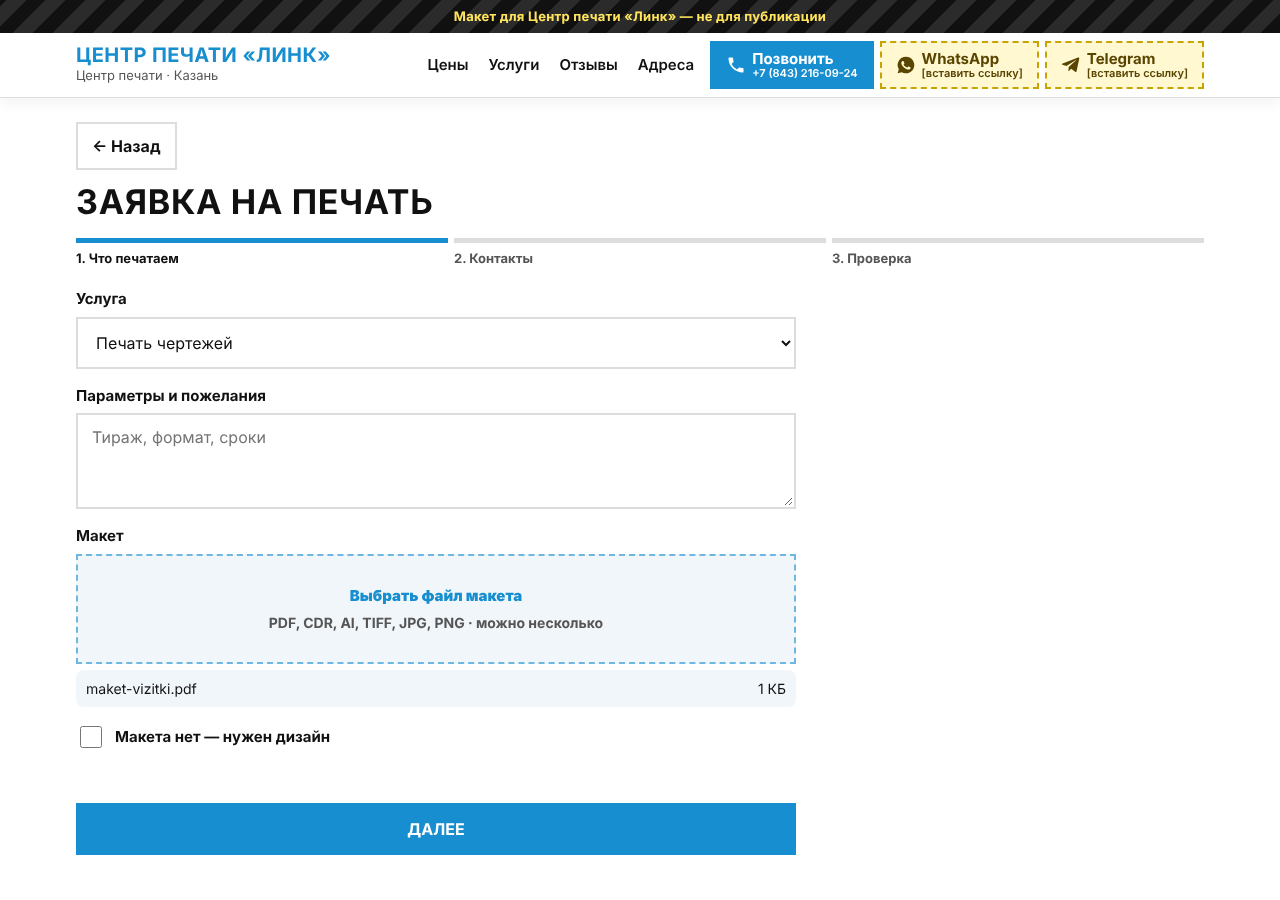 Макет для Центр печати «Линк» — не для публикации
ЦЕНТР ПЕЧАТИ «ЛИНК»
Центр печати · Казань
Цены
Услуги
Отзывы
Адреса
Позвонить
+7 (843) 216-09-24
WhatsApp
[вставить ссылку]
Telegram
[вставить ссылку]
← Назад
ЗАЯВКА НА ПЕЧАТЬ
1. Что печатаем
2. Контакты
3. Проверка
Услуга
Печать чертежей
Параметры и пожелания
Тираж, формат, сроки
Макет
Выбрать файл макета
PDF, CDR, AI, TIFF, JPG, PNG · можно несколько
maket-vizitki.pdf
1 КБ
Макета нет — нужен дизайн
ДАЛЕЕ